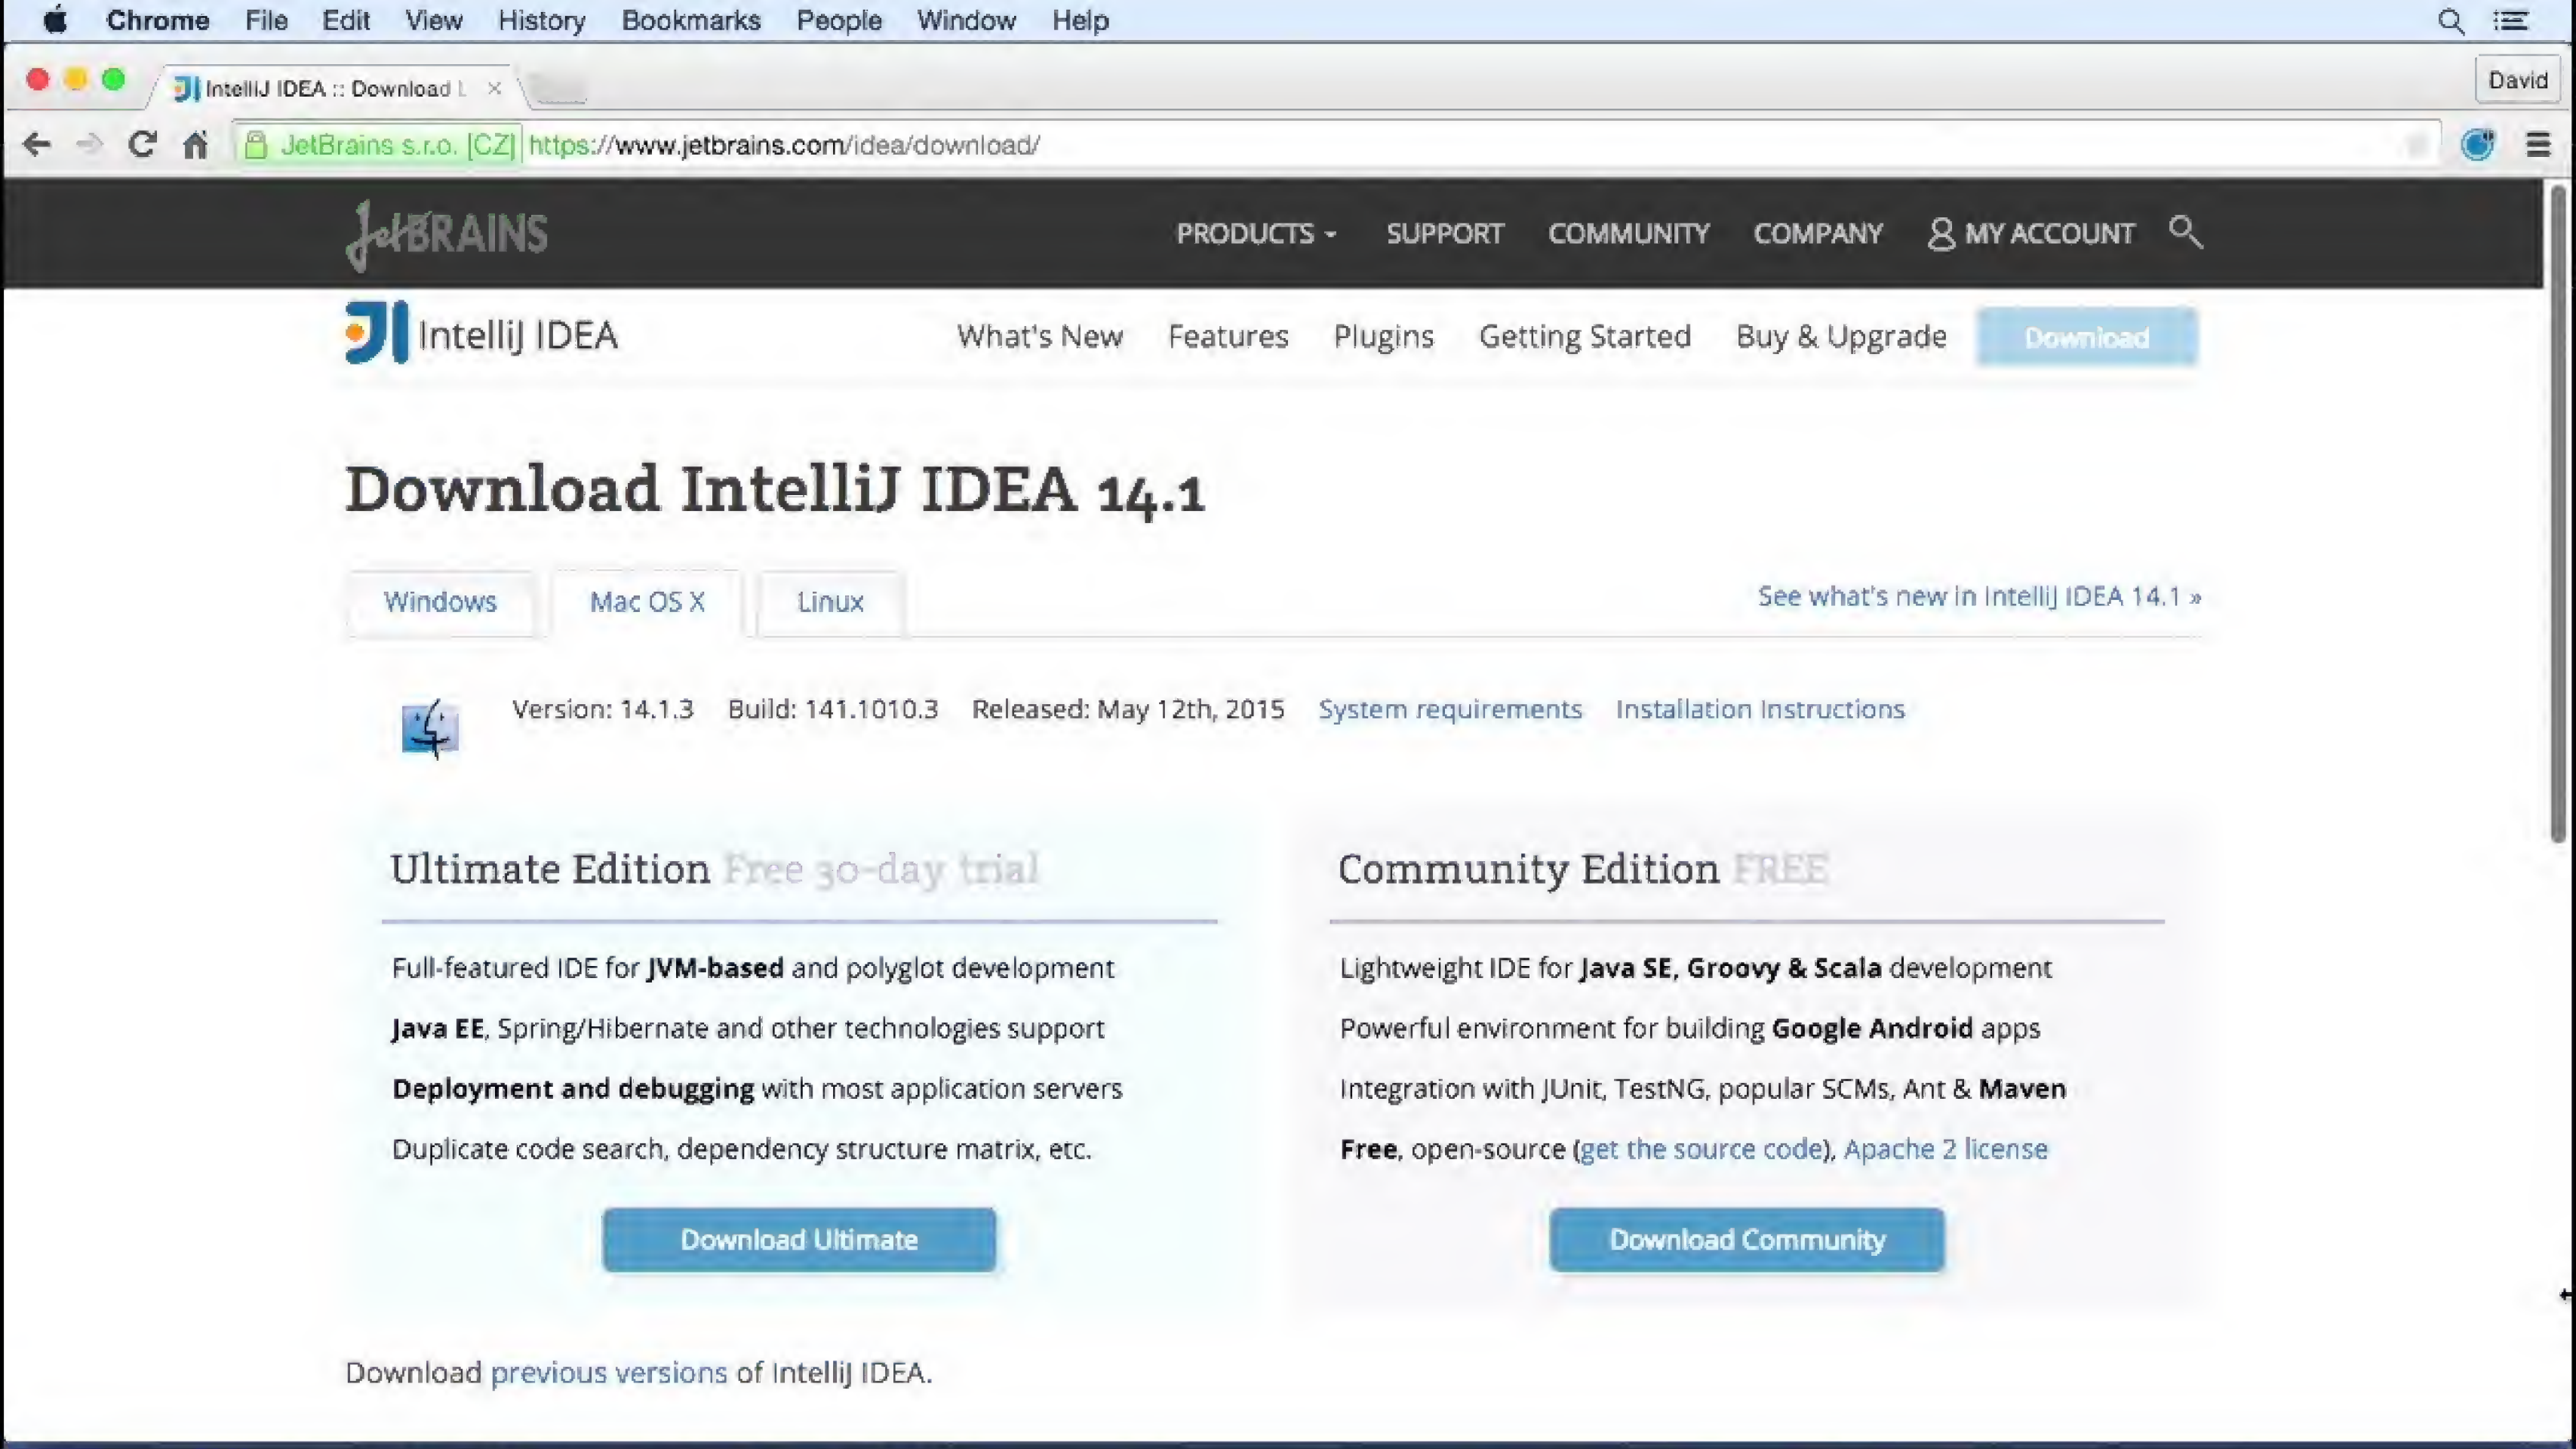 Chrome File Edit View History Bookmarks People Window Help
IntelliJ IDEA :: Download
David
JetBrains s.r.o. [CZ] https://www.jetbrains.com/idea/download/
JetBRAINS
PRODUCTS SUPPORT COMMUNITY COMPANY MY ACCOUNT
IntelliJ IDEA
What's New Features Plugins Getting Started Buy & Upgrade Download
Download IntelliJ IDEA 14.1
Windows Mac OS X Linux
See what's new in IntelliJ IDEA 14.1 »
Version: 14.1.3 Build: 141.1010.3 Released: May 12th, 2015 System requirements Installation Instructions
Ultimate Edition Free 30-day trial
Full-featured IDE for JVM-based and polyglot development
Java EE, Spring/Hibernate and other technologies support
Deployment and debugging with most application servers
Duplicate code search, dependency structure matrix, etc.
Download Ultimate
Community Edition FREE
Lightweight IDE for Java SE, Groovy & Scala development
Powerful environment for building Google Android apps
Integration with JUnit, TestNG, popular SCMs, Ant & Maven
Free, open-source (get the source code), Apache 2 license
Download Community
Download previous versions of IntelliJ IDEA.